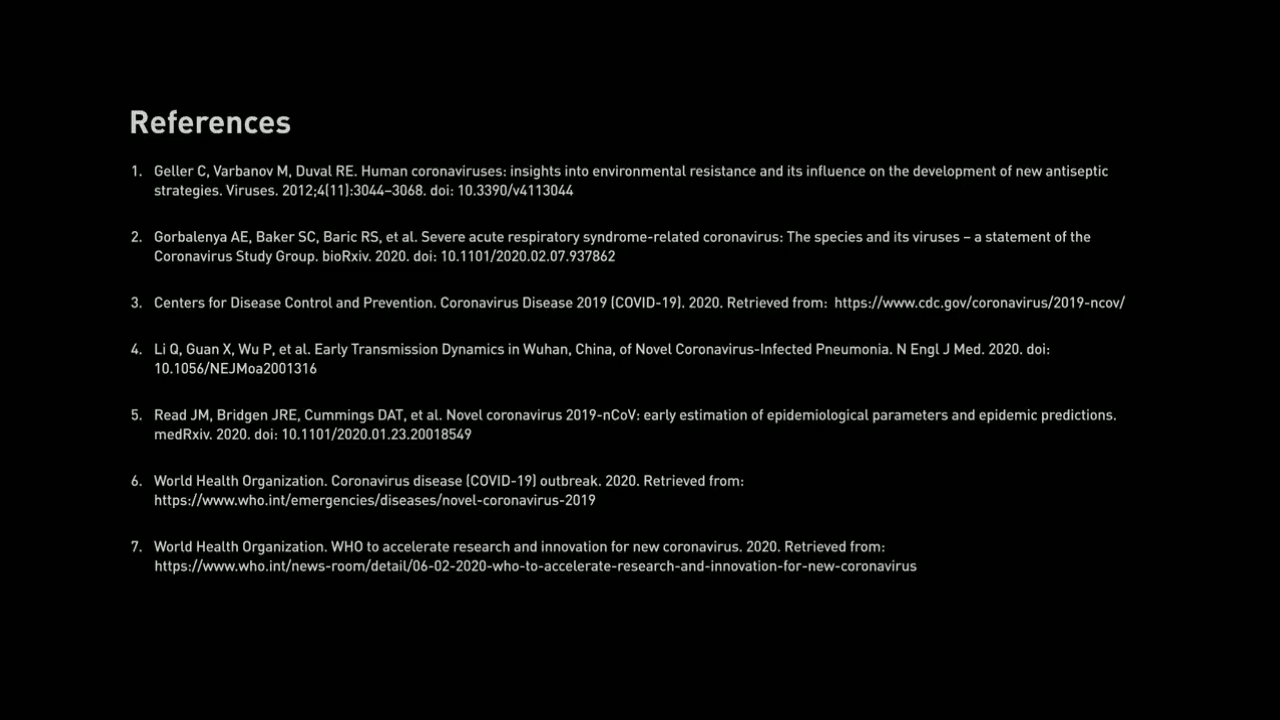 References
1. Geller C, Varbanov M, Duval RE. Human coronaviruses: insights into environmental resistance and its influence on the development of new antiseptic
strategies. Viruses. 2012;4(11):3044–3068. doi: 10.3390/v4113044
2. Gorbalenya AE, Baker SC, Baric RS, et al. Severe acute respiratory syndrome-related coronavirus: The species and its viruses – a statement of the
Coronavirus Study Group. bioRxiv. 2020. doi: 10.1101/2020.02.07.937862
3. Centers for Disease Control and Prevention. Coronavirus Disease 2019 (COVID-19). 2020. Retrieved from: https://www.cdc.gov/coronavirus/2019-ncov/
4. Li Q, Guan X, Wu P, et al. Early Transmission Dynamics in Wuhan, China, of Novel Coronavirus-Infected Pneumonia. N Engl J Med. 2020. doi:
10.1056/NEJMoa2001316
5. Read JM, Bridgen JRE, Cummings DAT, et al. Novel coronavirus 2019-nCoV: early estimation of epidemiological parameters and epidemic predictions.
medRxiv. 2020. doi: 10.1101/2020.01.23.20018549
6. World Health Organization. Coronavirus disease (COVID-19) outbreak. 2020. Retrieved from:
https://www.who.int/emergencies/diseases/novel-coronavirus-2019
7. World Health Organization. WHO to accelerate research and innovation for new coronavirus. 2020. Retrieved from:
https://www.who.int/news-room/detail/06-02-2020-who-to-accelerate-research-and-innovation-for-new-coronavirus